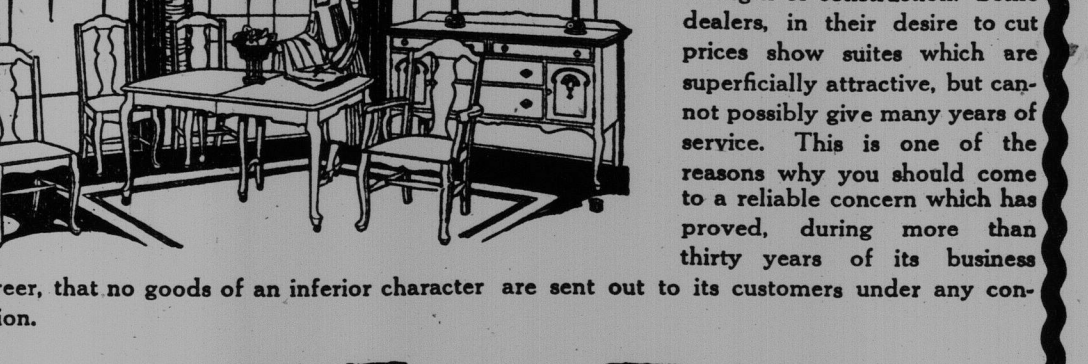 dealers, in their desire to cut
prices show suites which are
superficially attractive, but can-
not possibly give many years of
service. This is one of the
reasons why you should come
to a reliable concern which has
proved, during more than
thirty years of its business
reer, that no goods of an inferior character are sent out to its customers under any con-
ion.